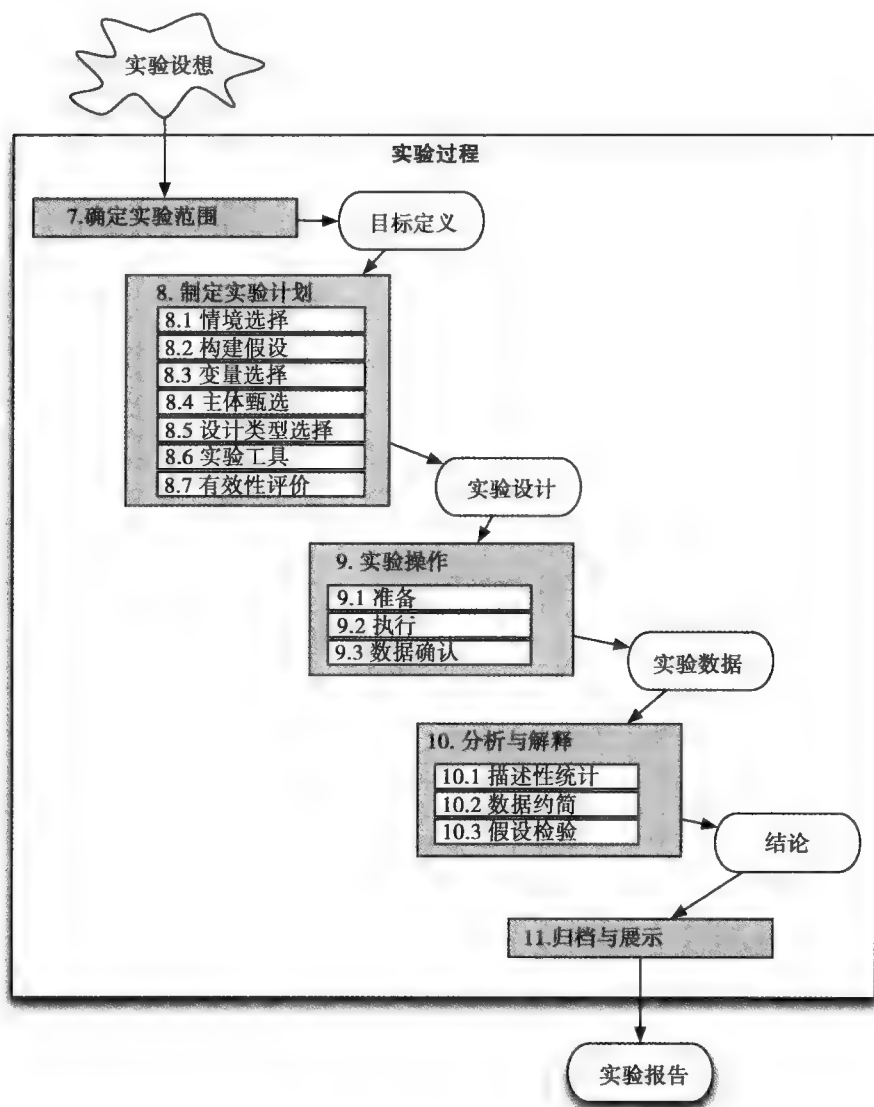 实验设想
实验过程
7.确定实验范围
目标定义
8. 制定实验计划
8.1 情境选择
8.2 构建假设
8.3 变量选择
8.4 主体甄选
8.5 设计类型选择
8.6 实验工具
8.7 有效性评价
实验设计
9. 实验操作
9.1 准备
9.2 执行
9.3 数据确认
实验数据
10. 分析与解释
10.1 描述性统计
10.2 数据约简
10.3 假设检验
结论
11.归档与展示
实验报告